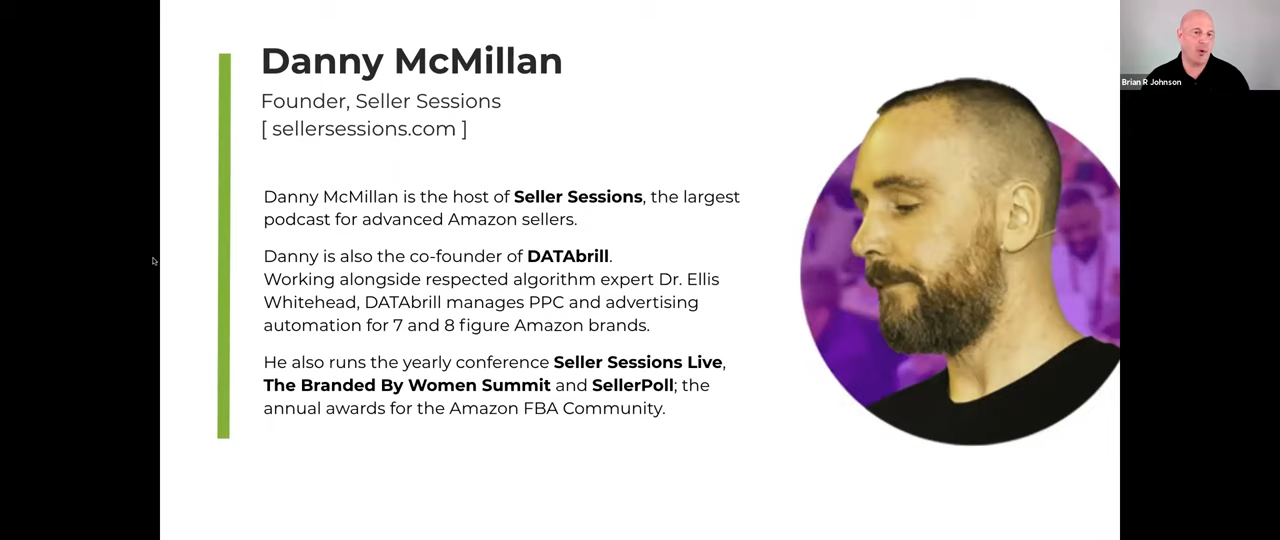 Danny McMillan
Founder, Seller Sessions
[ sellersessions.com ]
Danny McMillan is the host of Seller Sessions, the largest
podcast for advanced Amazon sellers.
Danny is also the co-founder of DATAbrill.
Working alongside respected algorithm expert Dr. Ellis
Whitehead, DATAbrill manages PPC and advertising
automation for 7 and 8 figure Amazon brands.
He also runs the yearly conference Seller Sessions Live,
The Branded By Women Summit and SellerPoll; the
annual awards for the Amazon FBA Community.
Brian R Johnson